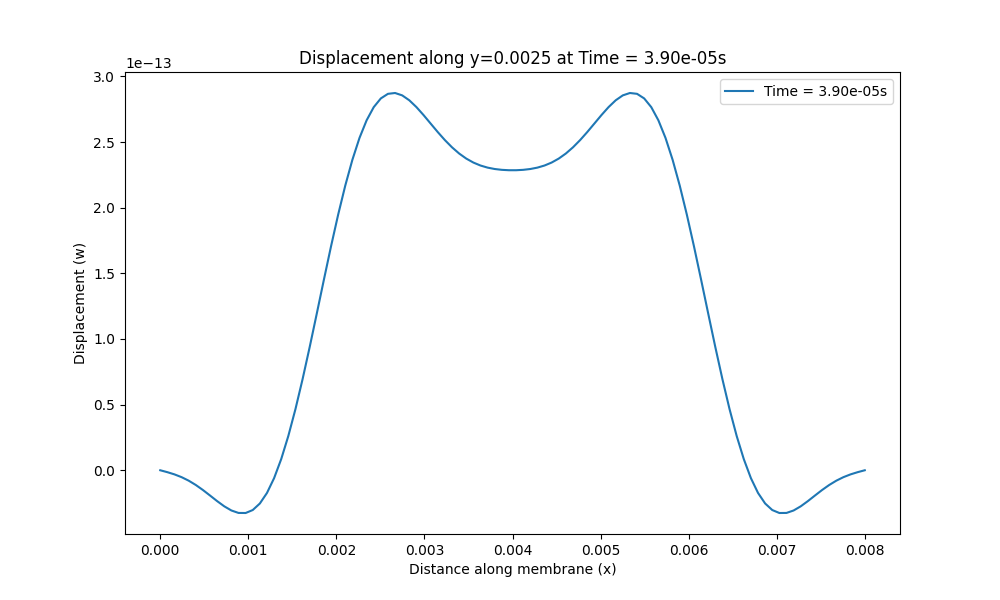 Displacement along y=0.0025 at Time = 3.90e-05s
1e−13
Time = 3.90e-05s
3.0
2.5
2.0
1.5
1.0
0.5
0.0
Displacement (w)
0.000 0.001 0.002 0.003 0.004 0.005 0.006 0.007 0.008
Distance along membrane (x)